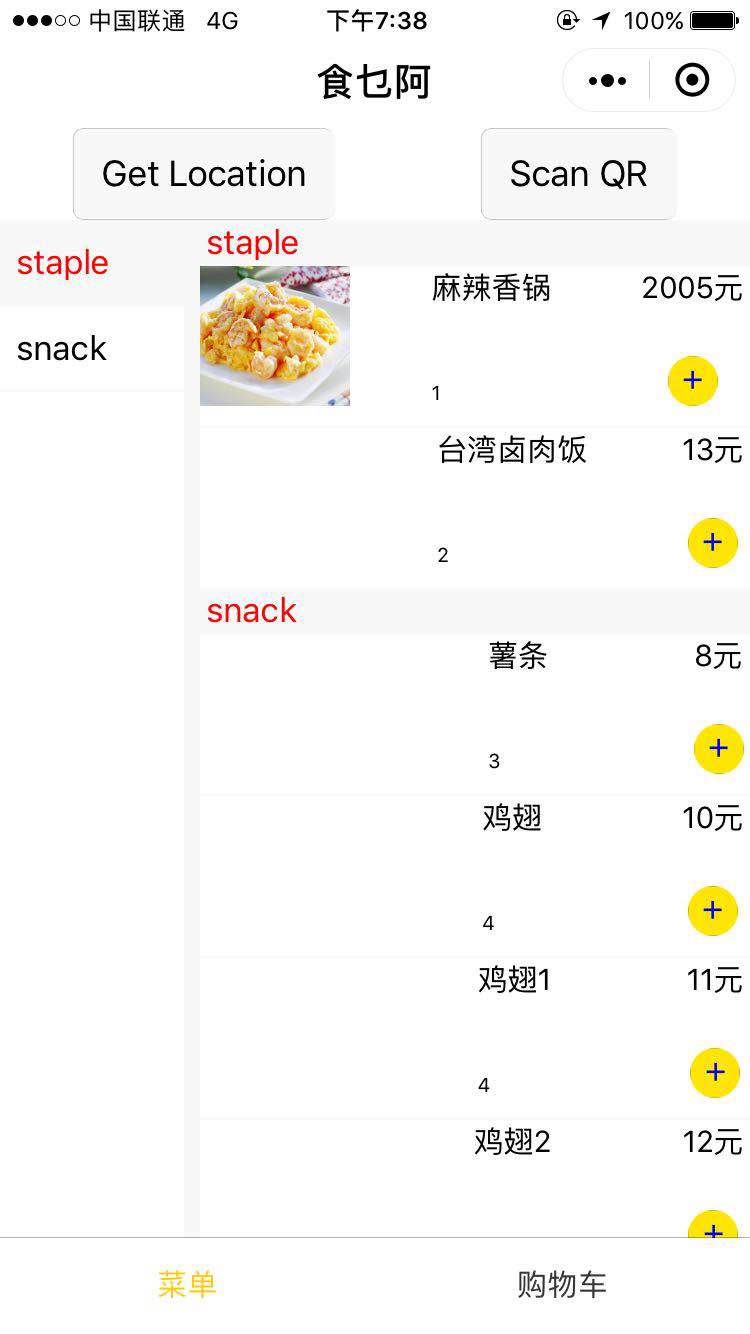 中国联通 4G 下午7:38 100%
食乜阿
Get Location Scan QR
staple
snack
staple
麻辣香锅 2005元
1 +
台湾卤肉饭 13元
2 +
snack
薯条 8元
3 +
鸡翅 10元
4 +
鸡翅1 11元
4 +
鸡翅2 12元
+
菜单 购物车